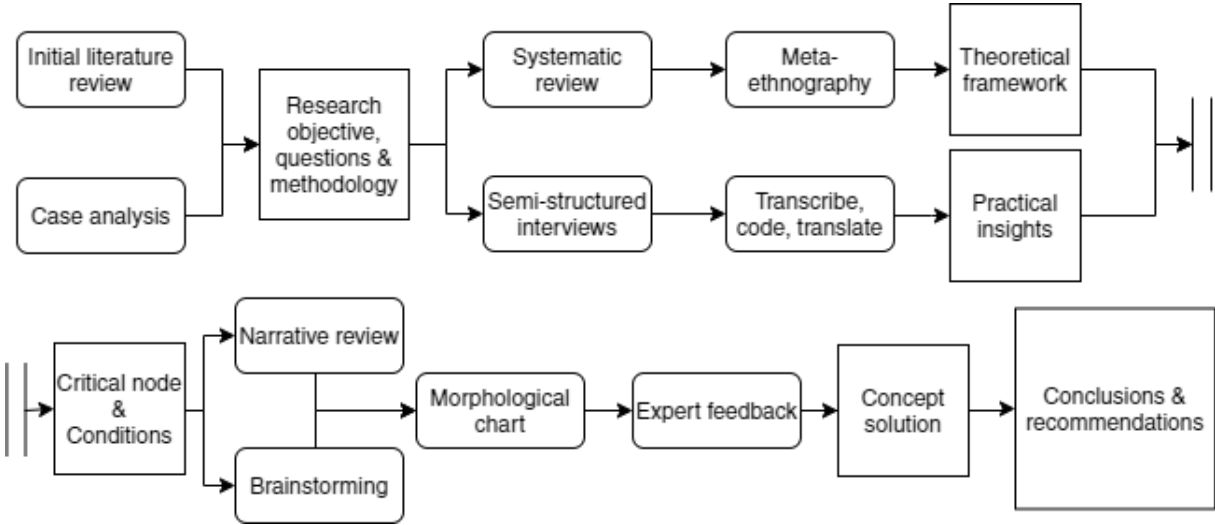 Initial literature
review
Case analysis
Research
objective,
questions &
methodology
Systematic
review
Meta-
ethnography
Theoretical
framework
Semi-structured
interviews
Transcribe,
code, translate
Practical
insights
Critical node
&
Conditions
Narrative review
Brainstorming
Morphological
chart
Expert feedback
Concept
solution
Conclusions &
recommendations